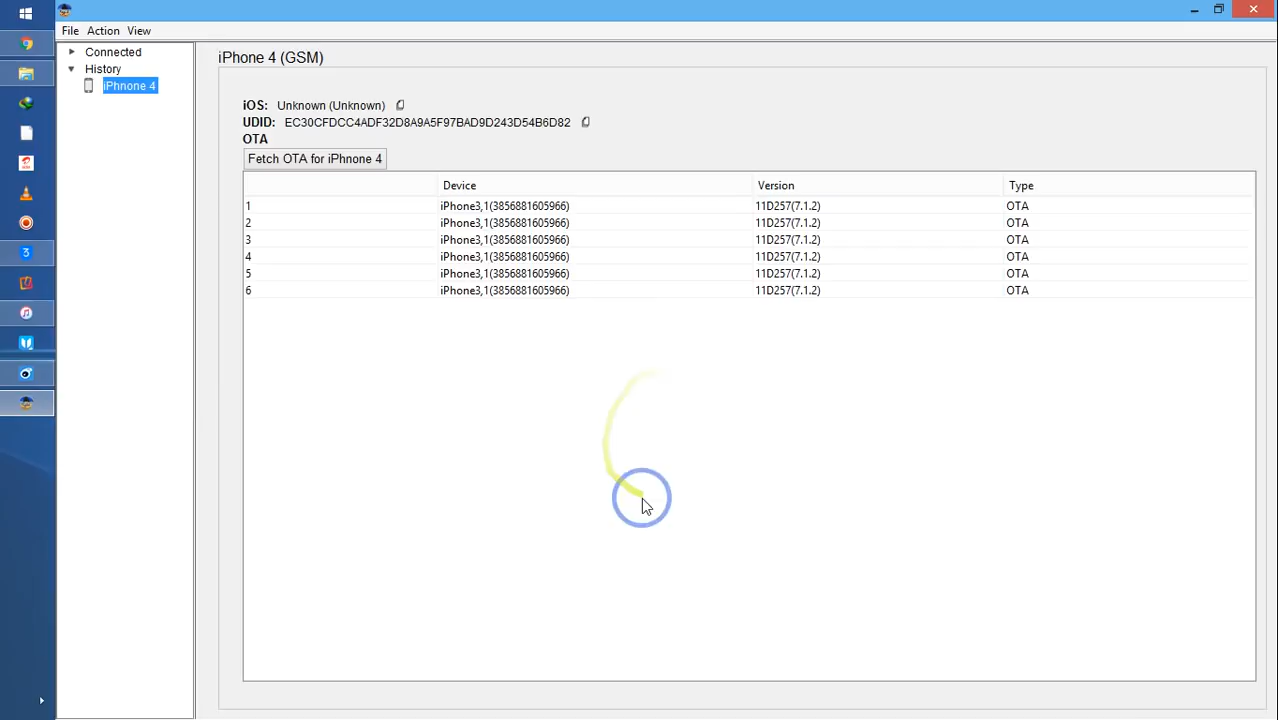 File Action View
Connected
History
iPhnone 4
iPhone 4 (GSM)
iOS: Unknown (Unknown)
UDID: EC30CFDCC4ADF32D8A9A5F97BAD9D243D54B6D82
OTA
Fetch OTA for iPhnone 4
Device Version Type
1 iPhone3,1(3856881605966) 11D257(7.1.2) OTA
2 iPhone3,1(3856881605966) 11D257(7.1.2) OTA
3 iPhone3,1(3856881605966) 11D257(7.1.2) OTA
4 iPhone3,1(3856881605966) 11D257(7.1.2) OTA
5 iPhone3,1(3856881605966) 11D257(7.1.2) OTA
6 iPhone3,1(3856881605966) 11D257(7.1.2) OTA